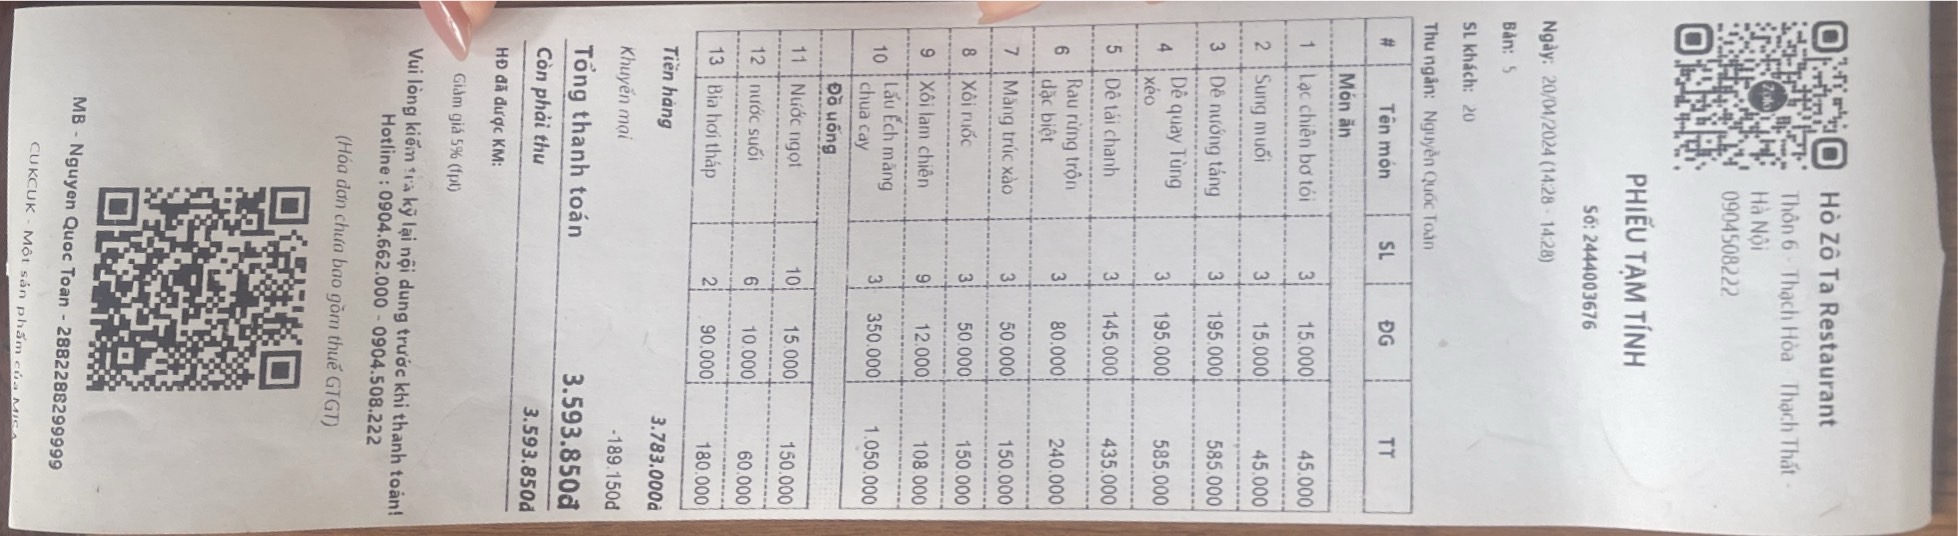 Hò Zô Ta Restaurant
Thôn 6 - Thạch Hòa - Thạch Thất -
Hà Nội
0904508222
Zalo
PHIẾU TẠM TÍNH
Số: 244003676
Ngày: 20/04/2024 (14:28 - 14:28)
Bàn: 5
SL khách: 20
Thu ngân: Nguyễn Quốc Toàn
# Tên món SL ĐG TT
Món ăn
1 Lạc chiên bơ tỏi 3 15.000 45.000
2 Sung muối 3 15.000 45.000
3 Dê nướng tảng 3 195.000 585.000
4 Dê quay Tùng 3 195.000 585.000
xèo
5 Dê tái chanh 3 145.000 435.000
6 Rau rừng trộn 3 80.000 240.000
đặc biệt
7 Măng trúc xào 3 50.000 150.000
8 Xôi ruốc 3 50.000 150.000
9 Xôi lam chiên 9 12.000 108.000
10 Lẩu Ếch măng 3 350.000 1.050.000
chua cay
Đồ uống
11 Nước ngọt 10 15.000 150.000
12 nước suối 6 10.000 60.000
13 Bia hơi tháp 2 90.000 180.000
Tiền hàng 3.783.000đ
Khuyến mại -189.150đ
Tổng thanh toán 3.593.850đ
Còn phải thu 3.593.850đ
HĐ đã được KM:
Giảm giá 5% (fpt)
Vui lòng kiểm tra kỹ lại nội dung trước khi thanh toán!
Hotline : 0904.662.000 - 0904.508.222
(Hóa đơn chưa bao gồm thuế GTGT)
MB - Nguyen Quoc Toan - 2882288299999
CUKCUK - Một sản phẩm của MISA